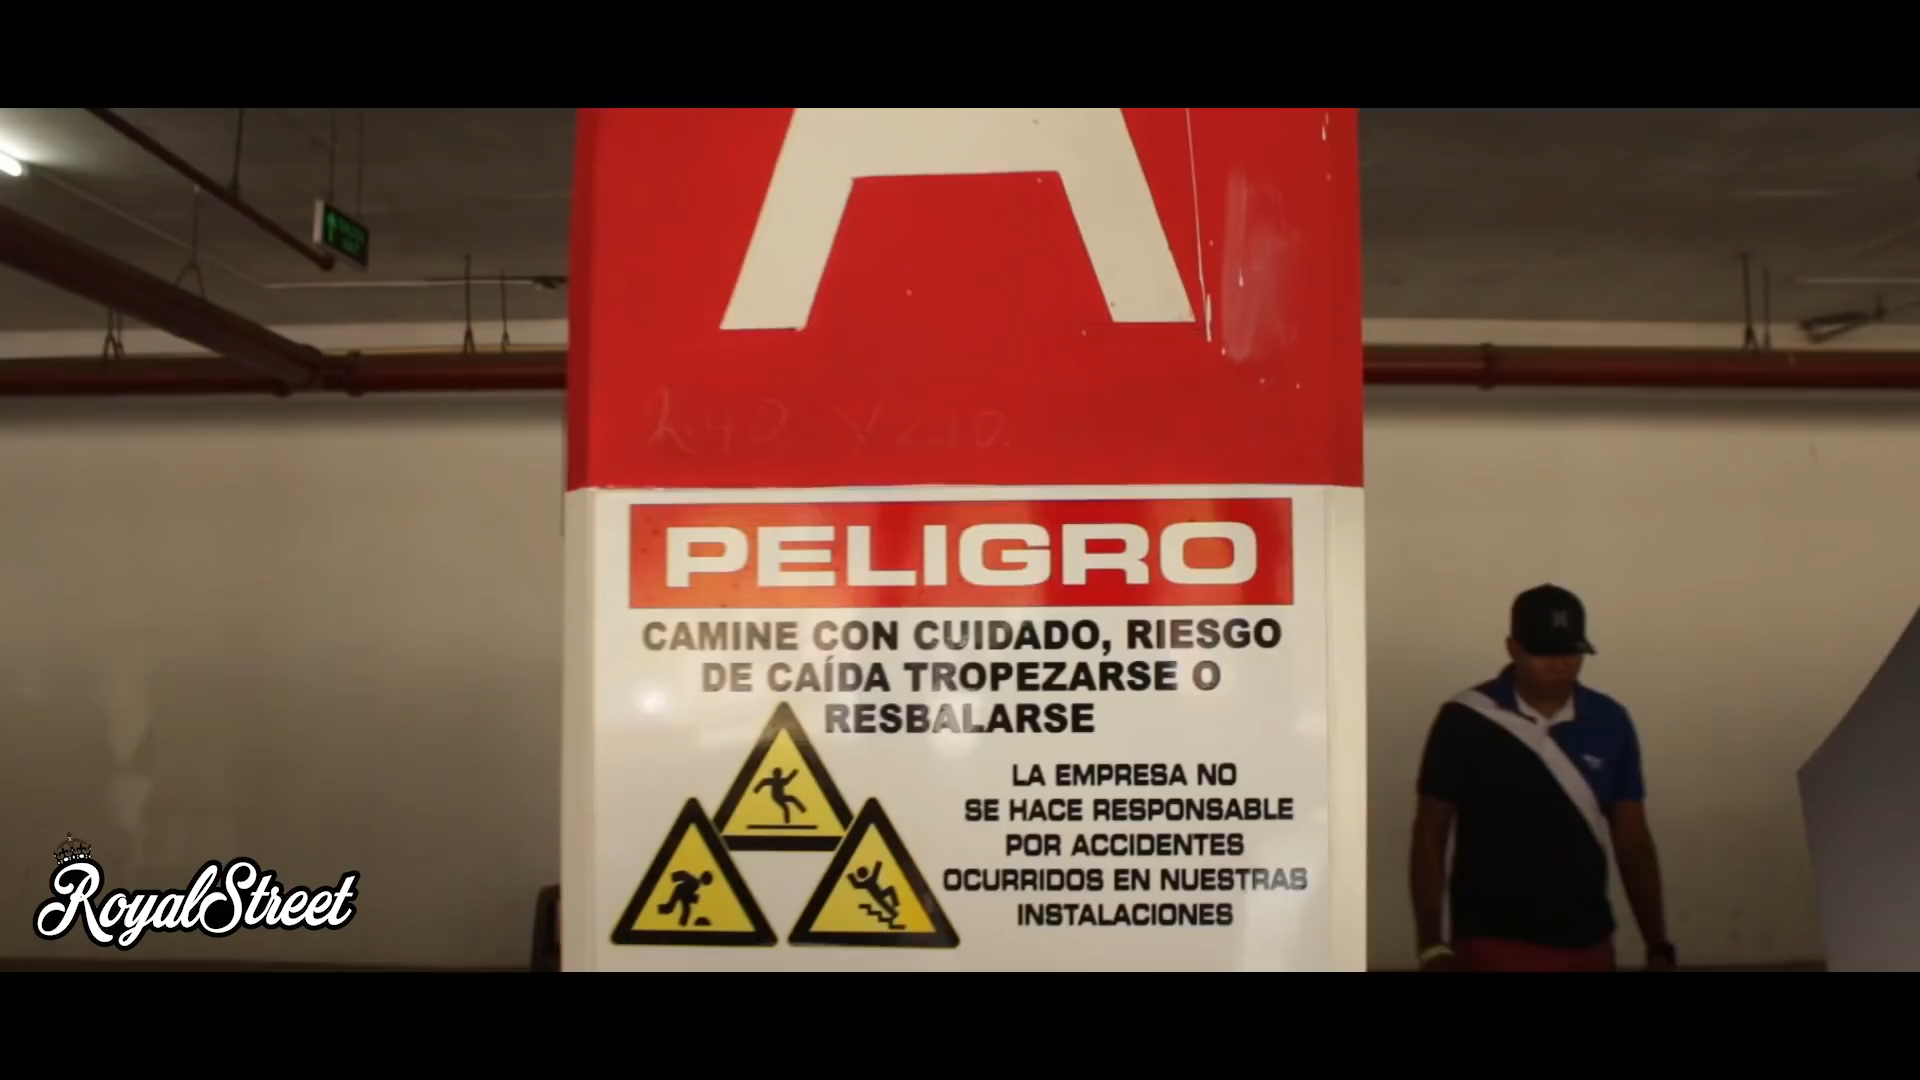 A
PELIGRO
CAMINE CON CUIDADO, RIESGO
DE CAÍDA TROPEZARSE O
RESBALARSE
LA EMPRESA NO
SE HACE RESPONSABLE
POR ACCIDENTES
OCURRIDOS EN NUESTRAS
INSTALACIONES
RoyalStreet